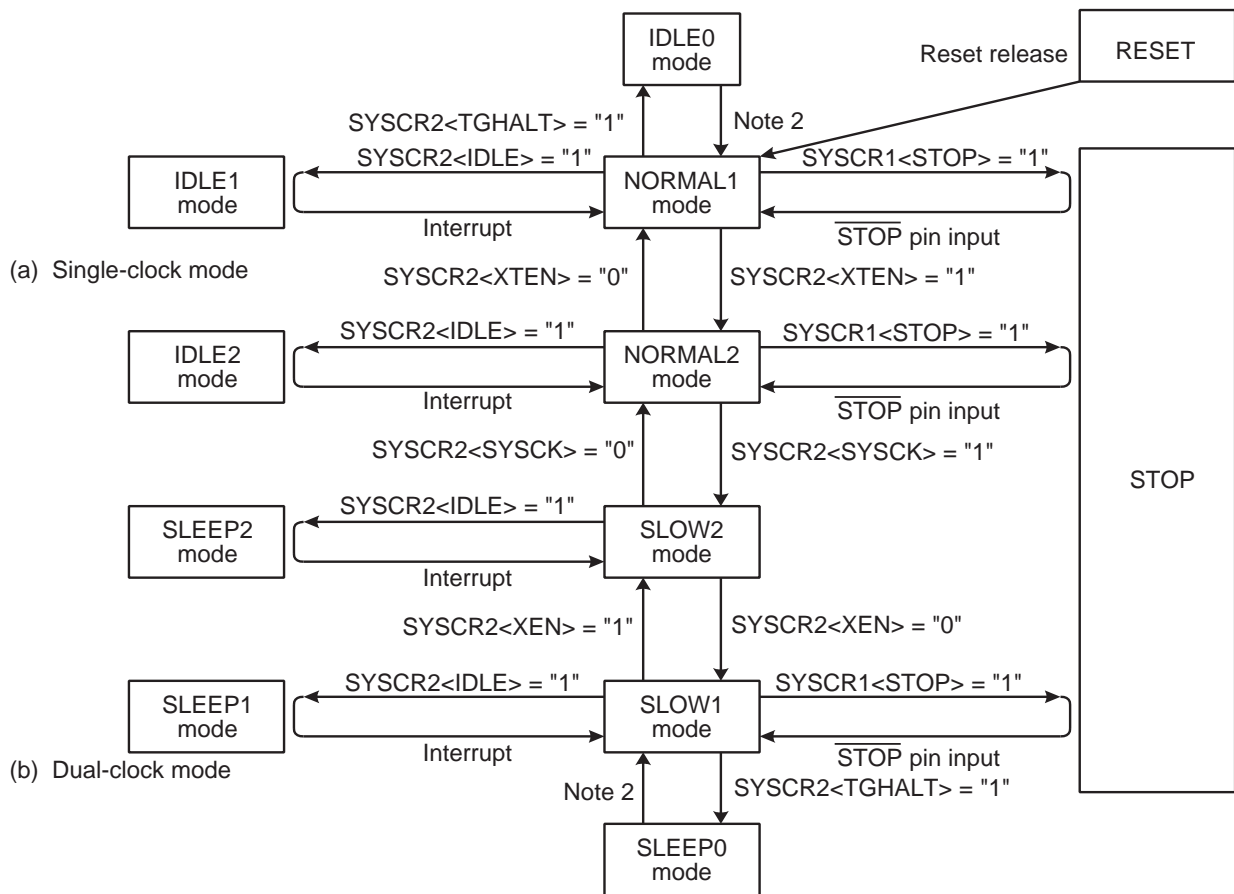 IDLE0
mode
Reset release
RESET
SYSCR2<TGHALT> = "1"
Note 2
SYSCR2<IDLE> = "1"
SYSCR1<STOP> = "1"
IDLE1
mode
NORMAL1
mode
Interrupt
STOP pin input
(a) Single-clock mode
SYSCR2<XTEN> = "0"
SYSCR2<XTEN> = "1"
SYSCR2<IDLE> = "1"
SYSCR1<STOP> = "1"
IDLE2
mode
NORMAL2
mode
Interrupt
STOP pin input
SYSCR2<SYSCK> = "0"
SYSCR2<SYSCK> = "1"
STOP
SYSCR2<IDLE> = "1"
SLEEP2
mode
SLOW2
mode
Interrupt
SYSCR2<XEN> = "1"
SYSCR2<XEN> = "0"
SYSCR2<IDLE> = "1"
SYSCR1<STOP> = "1"
SLEEP1
mode
SLOW1
mode
Interrupt
STOP pin input
(b) Dual-clock mode
Note 2
SYSCR2<TGHALT> = "1"
SLEEP0
mode